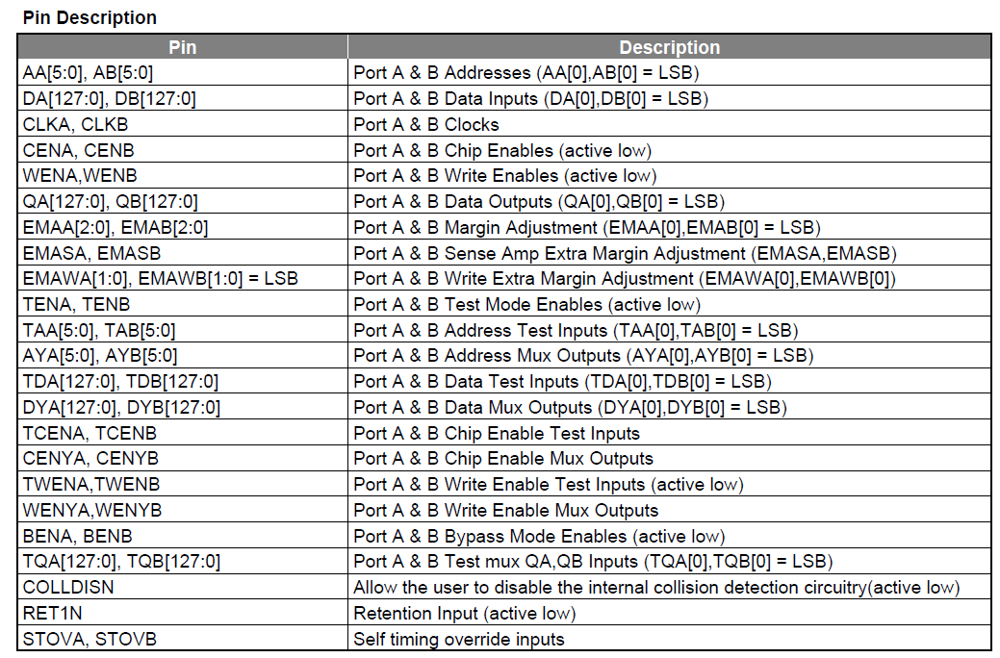 Pin Description
Pin Description
AA[5:0], AB[5:0] Port A & B Addresses (AA[0],AB[0] = LSB)
DA[127:0], DB[127:0] Port A & B Data Inputs (DA[0],DB[0] = LSB)
CLKA, CLKB Port A & B Clocks
CENA, CENB Port A & B Chip Enables (active low)
WENA,WENB Port A & B Write Enables (active low)
QA[127:0], QB[127:0] Port A & B Data Outputs (QA[0],QB[0] = LSB)
EMAA[2:0], EMAB[2:0] Port A & B Margin Adjustment (EMAA[0],EMAB[0] = LSB)
EMASA, EMASB Port A & B Sense Amp Extra Margin Adjustment (EMASA,EMASB)
EMAWA[1:0], EMAWB[1:0] = LSB Port A & B Write Extra Margin Adjustment (EMAWA[0],EMAWB[0])
TENA, TENB Port A & B Test Mode Enables (active low)
TAA[5:0], TAB[5:0] Port A & B Address Test Inputs (TAA[0],TAB[0] = LSB)
AYA[5:0], AYB[5:0] Port A & B Address Mux Outputs (AYA[0],AYB[0] = LSB)
TDA[127:0], TDB[127:0] Port A & B Data Test Inputs (TDA[0],TDB[0] = LSB)
DYA[127:0], DYB[127:0] Port A & B Data Mux Outputs (DYA[0],DYB[0] = LSB)
TCENA, TCENB Port A & B Chip Enable Test Inputs
CENYA, CENYB Port A & B Chip Enable Mux Outputs
TWENA,TWENB Port A & B Write Enable Test Inputs (active low)
WENYA,WENYB Port A & B Write Enable Mux Outputs
BENA, BENB Port A & B Bypass Mode Enables (active low)
TQA[127:0], TQB[127:0] Port A & B Test mux QA,QB Inputs (TQA[0],TQB[0] = LSB)
COLLDISN Allow the user to disable the internal collision detection circuitry(active low)
RET1N Retention Input (active low)
STOVA, STOVB Self timing override inputs